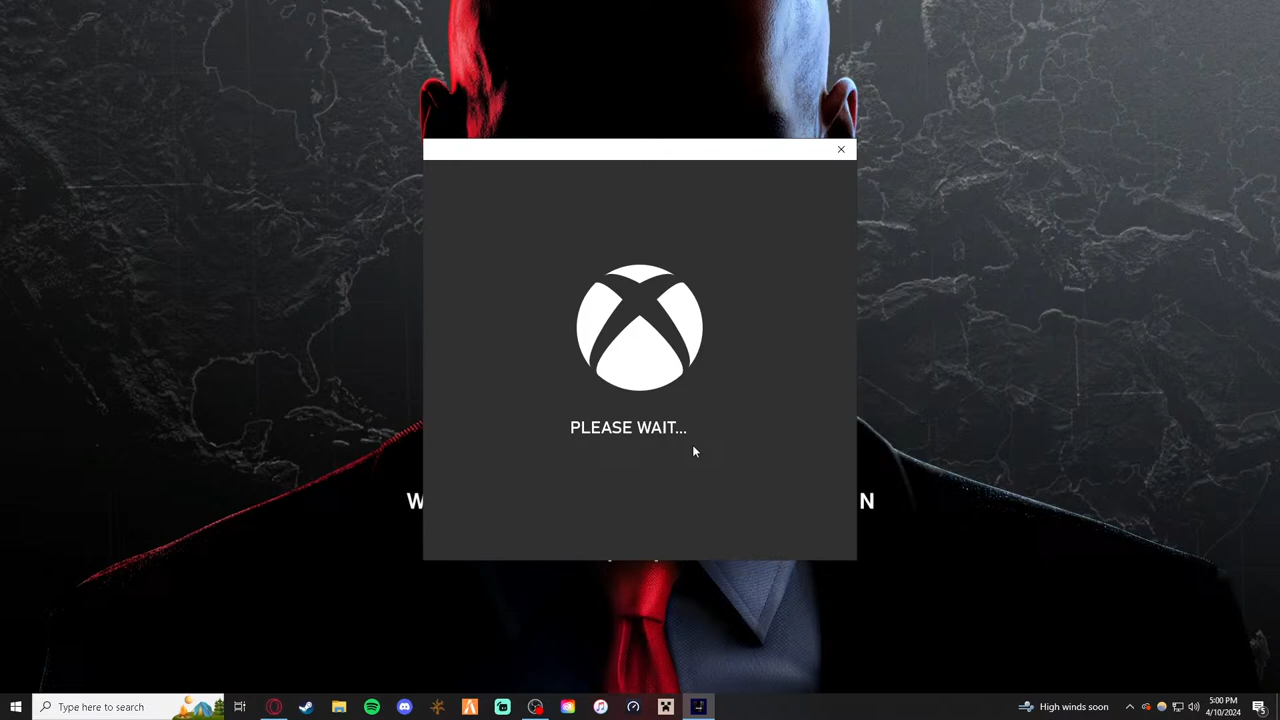 PLEASE WAIT...
W
N
Type here to search
High winds soon
5:00 PM
4/10/2024